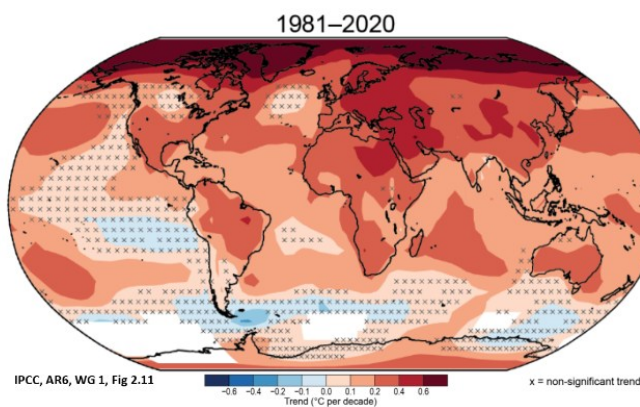 1981–2020
IPCC, AR6, WG 1, Fig 2.11
x = non-significant trend
−0.6 −0.4 −0.2 −0.1 0.0 0.1 0.2 0.4 0.6
Trend (°C per decade)